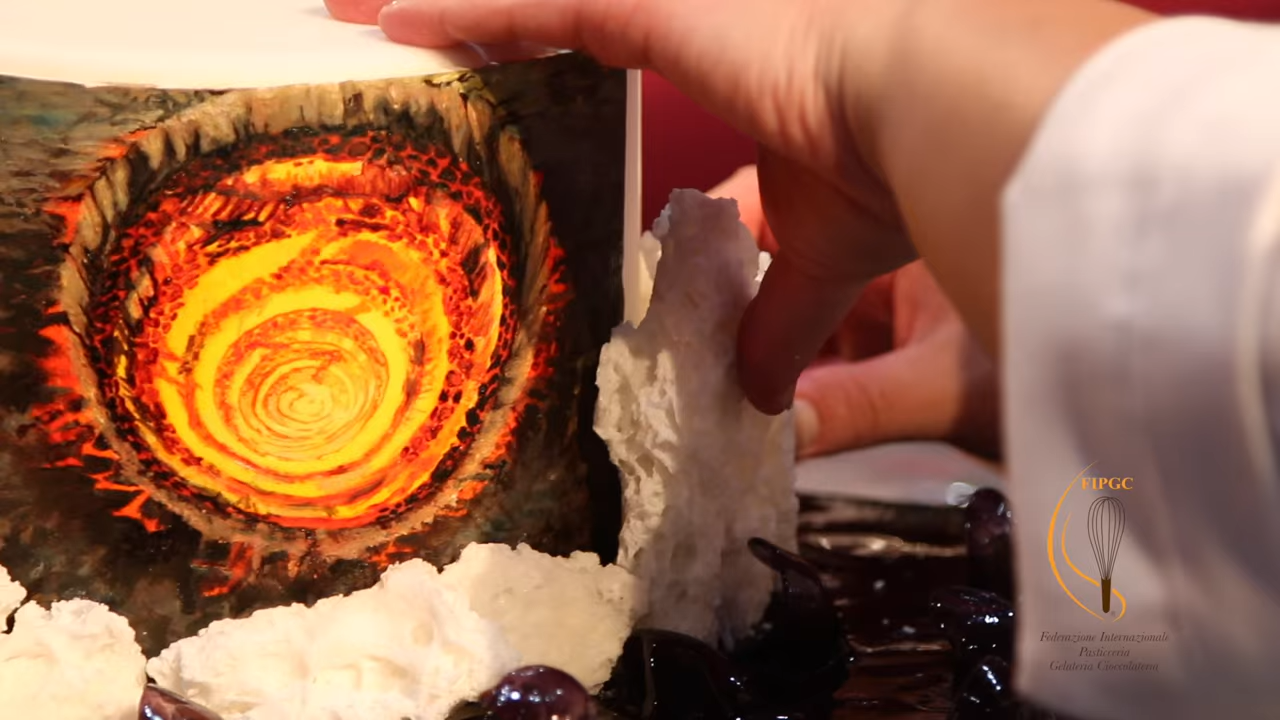 FIPGC
Federazione Internazionale
Pasticceria
Gelateria Cioccolateria